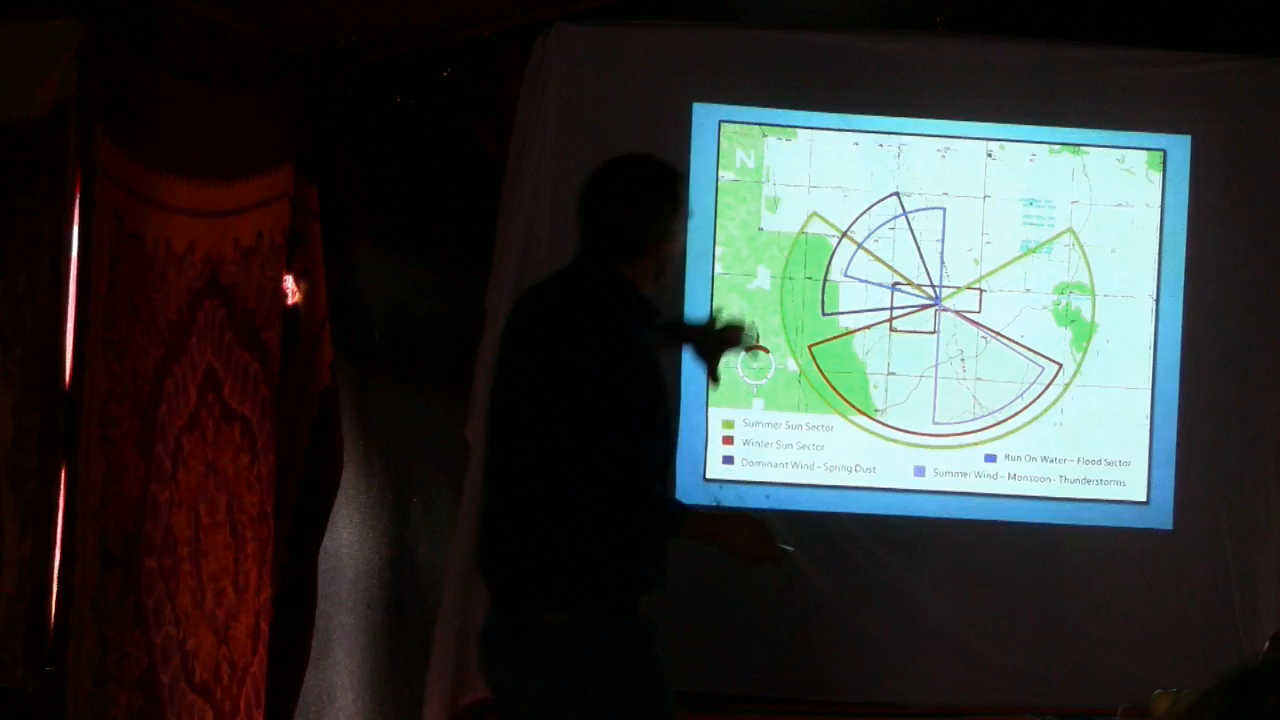 N
Summer Sun Sector
Winter Sun Sector
Dominant Wind – Spring Dust
Run On Water – Flood Sector
Summer Wind – Monsoon - Thunderstorms